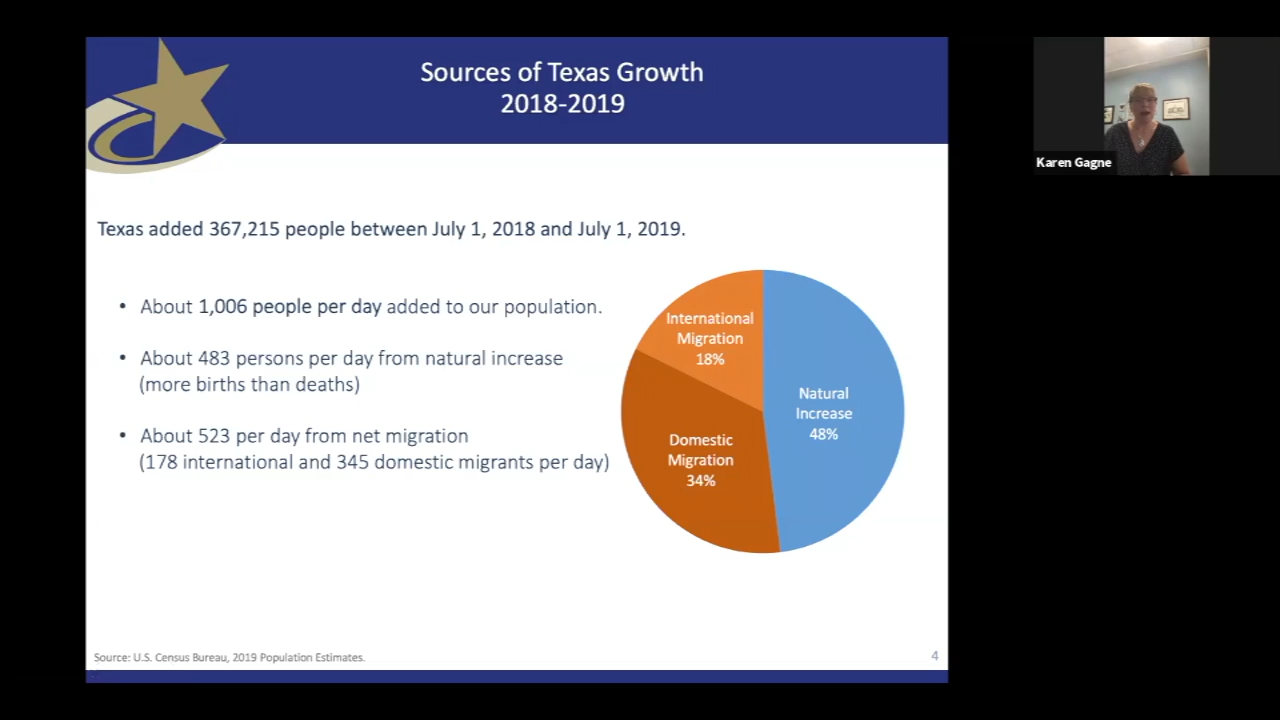 Sources of Texas Growth
2018-2019
Karen Gagne
Texas added 367,215 people between July 1, 2018 and July 1, 2019.
• About 1,006 people per day added to our population.
• About 483 persons per day from natural increase
(more births than deaths)
• About 523 per day from net migration
(178 international and 345 domestic migrants per day)
International
Migration
18%
Natural
Increase
48%
Domestic
Migration
34%
Source: U.S. Census Bureau, 2019 Population Estimates.
4